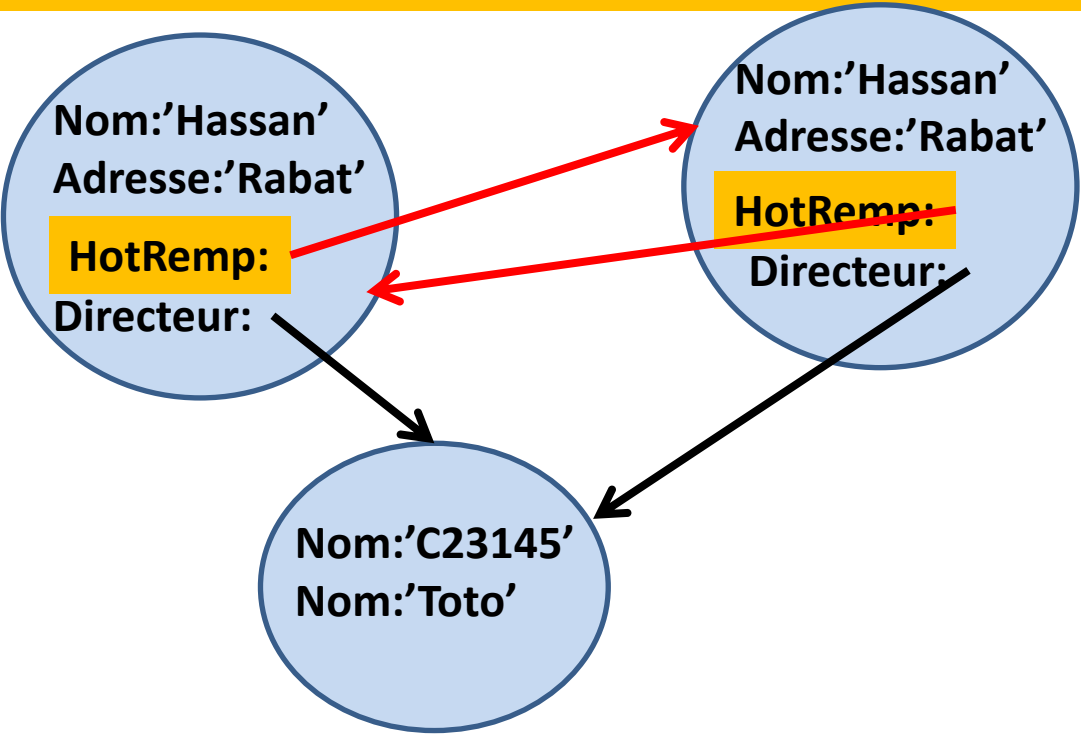 Nom:’Hassan’
Adresse:’Rabat’
HotRemp:
Directeur:
Nom:’Hassan’
Adresse:’Rabat’
HotRemp:
Directeur:
Nom:’C23145’
Nom:’Toto’